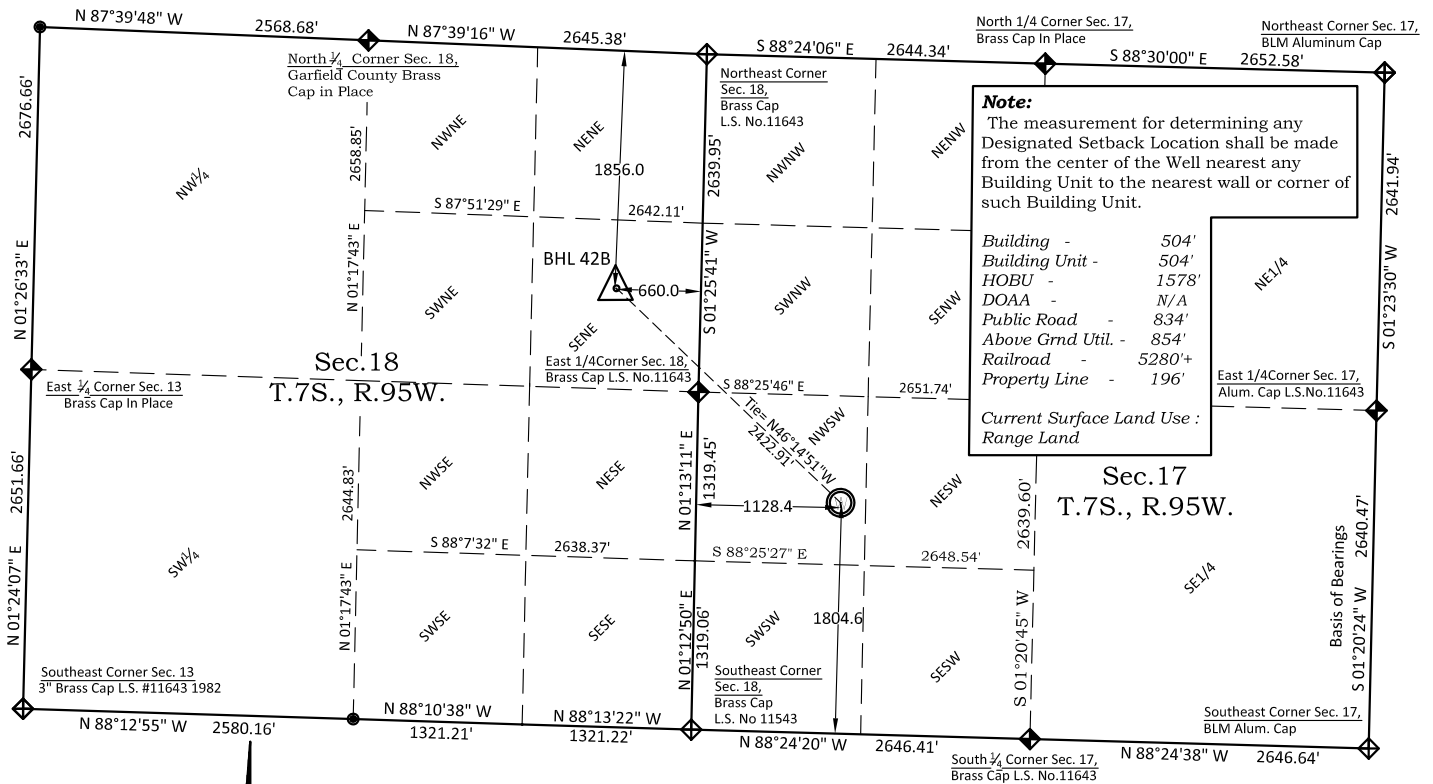 N 87°39'48" W
2568.68'
N 87°39'16" W
2645.38'
S 88°24'06" E
2644.34'
North 1/4 Corner Sec. 17,
Brass Cap In Place
S 88°30'00" E
2652.58'
Northeast Corner Sec. 17,
BLM Aluminum Cap
North 1/4 Corner Sec. 18,
Garfield County Brass
Cap in Place
Northeast Corner
Sec. 18,
Brass Cap
L.S. No.11643
Note:
The measurement for determining any
Designated Setback Location shall be made
from the center of the Well nearest any
Building Unit to the nearest wall or corner of
such Building Unit.
Building - 504'
Building Unit - 504'
HOBU - 1578'
DOAA - N/A
Public Road - 834'
Above Grnd Util. - 854'
Railroad - 5280'+
Property Line - 196'
Current Surface Land Use :
Range Land
2676.66'
N 01°26'33" E
NW1/4
2658.85'
N 01°17'43" E
NWNE
NENE
1856.0
2639.95'
S 01°25'41" W
NWNW
NENW
2641.94'
S 01°23'30" W
NE1/4
S 87°51'29" E
2642.11'
BHL 42B
660.0
SWNE
SENE
SWNW
SENW
Sec.18
T.7S., R.95W.
East 1/4Corner Sec. 18,
Brass Cap L.S. No.11643
East 1/4 Corner Sec. 13
Brass Cap In Place
S 88°25'46" E
2651.74'
East 1/4Corner Sec. 17,
Alum. Cap L.S.No.11643
Tie= N46°14'51"W
2422.91'
NWSW
2651.66'
N 01°24'07" E
SW1/4
2644.83'
N 01°17'43" E
NWSE
NESE
N 01°13'11" E
1319.45'
1128.4
NESW
2639.60'
S 01°20'45" W
Sec.17
T.7S., R.95W.
Basis of Bearings
2640.47'
S 01°20'24" W
SE1/4
S 88°7'32" E
2638.37'
S 88°25'27" E
2648.54'
SWSE
SESE
N 01°12'50" E
1319.06'
SWSW
1804.6
SESW
Southeast Corner Sec. 13
3" Brass Cap L.S. #11643 1982
Southeast Corner
Sec. 18,
Brass Cap
L.S. No 11543
Southeast Corner Sec. 17,
BLM Alum. Cap
N 88°12'55" W
2580.16'
N 88°10'38" W
1321.21'
N 88°13'22" W
1321.22'
N 88°24'20" W
2646.41'
South 1/4 Corner Sec. 17,
Brass Cap L.S. No.11643
N 88°24'38" W
2646.64'